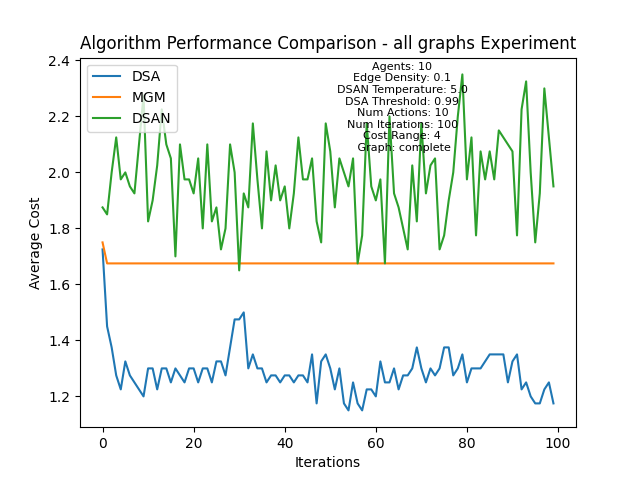 Algorithm Performance Comparison - all graphs Experiment
DSA
MGM
DSAN
Agents: 10
Edge Density: 0.1
DSAN Temperature: 5.0
DSA Threshold: 0.99
Num Actions: 10
Num Iterations: 100
Cost Range: 4
Graph: complete
Average Cost
2.4
2.2
2.0
1.8
1.6
1.4
1.2
0 20 40 60 80 100
Iterations